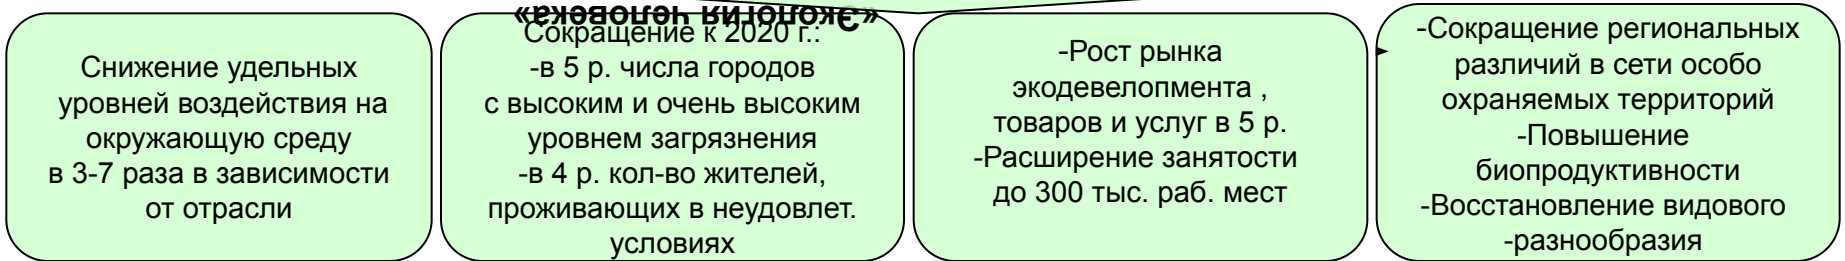 «Экология человека»
Снижение удельных
уровней воздействия на
окружающую среду
в 3-7 раза в зависимости
от отрасли
Сокращение к 2020 г.:
-в 5 р. числа городов
с высоким и очень высоким
уровнем загрязнения
-в 4 р. кол-во жителей,
проживающих в неудовлет.
условиях
-Рост рынка
экодевелопмента ,
товаров и услуг в 5 р.
-Расширение занятости
до 300 тыс. раб. мест
-Сокращение региональных
различий в сети особо
охраняемых территорий
-Повышение
биопродуктивности
-Восстановление видового
-разнообразия